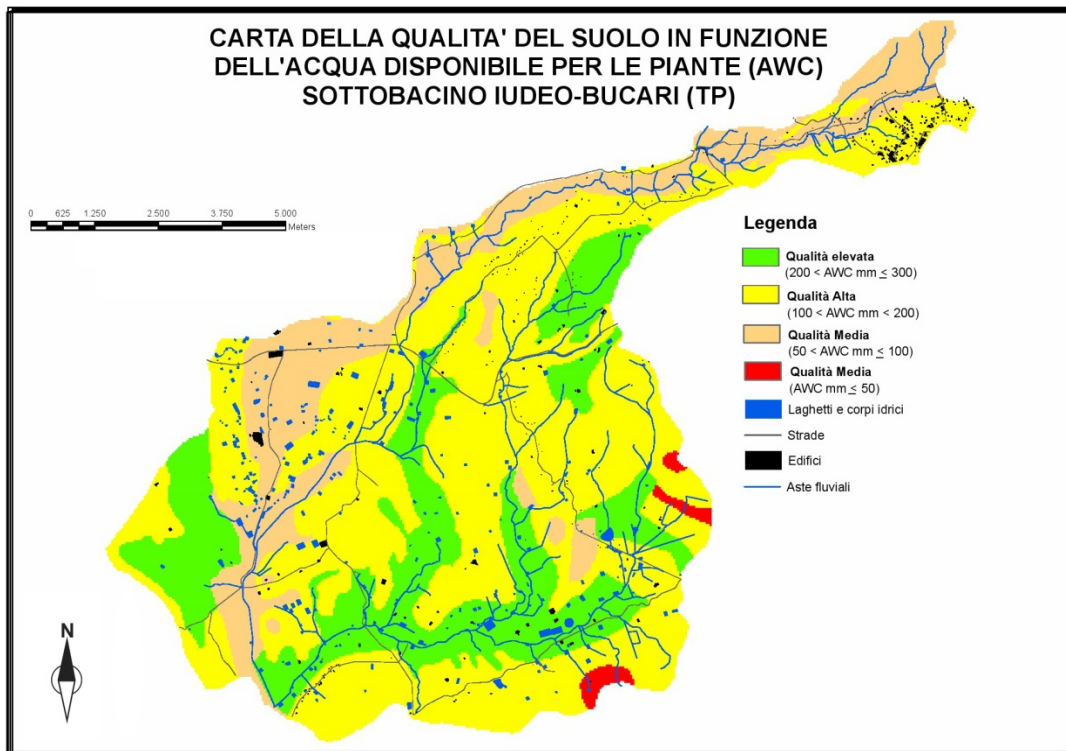 CARTA DELLA QUALITA' DEL SUOLO IN FUNZIONE
DELL'ACQUA DISPONIBILE PER LE PIANTE (AWC)
SOTTOBACINO IUDEO-BUCARI (TP)
0 625 1.250 2.500 3.750 5.000
Meters
Legenda
Qualità elevata
(200 < AWC mm ≤ 300)
Qualità Alta
(100 < AWC mm < 200)
Qualità Media
(50 < AWC mm ≤ 100)
Qualità Media
(AWC mm ≤ 50)
Laghetti e corpi idrici
Strade
Edifici
Aste fluviali
N